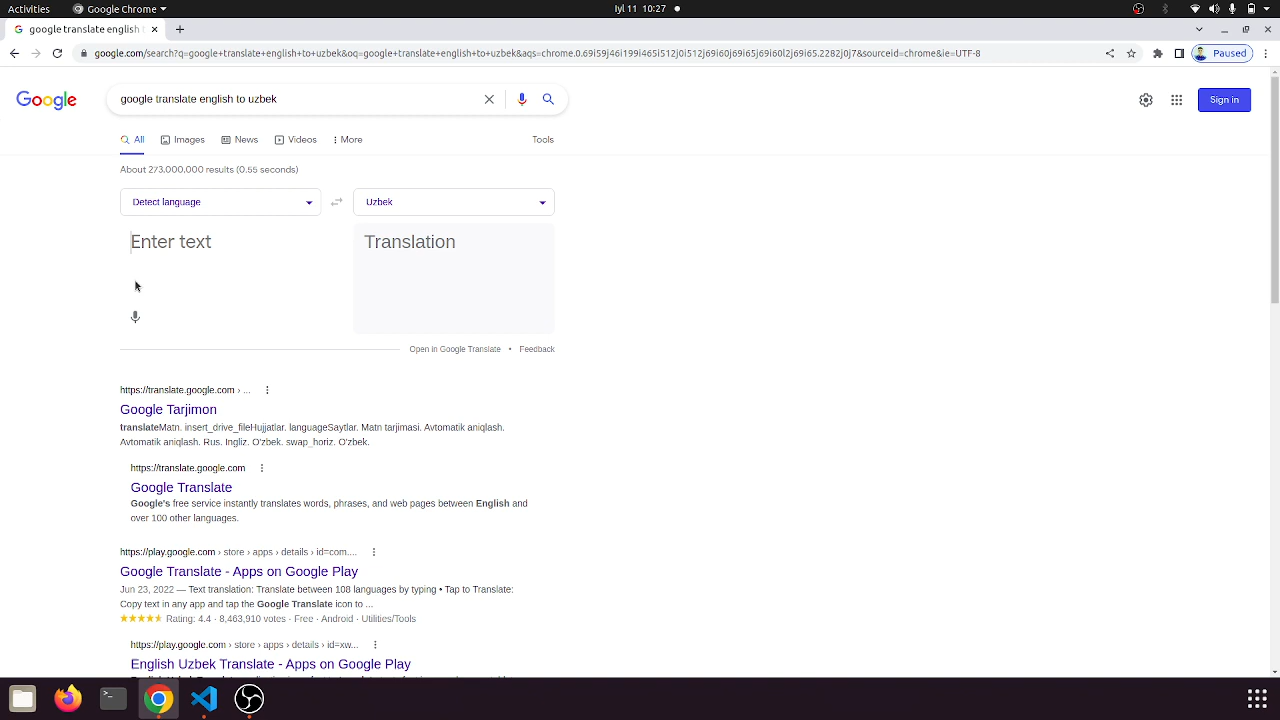 Activities Google Chrome Iyl 11 10:27
google translate english t
google.com/search?q=google+translate+english+to+uzbek&oq=google+translate+english+to+uzbek&aqs=chrome.0.69i59j46i199i465i512j0i512j69i60j69i65j69i60l2j69i65.2282j0j7&sourceid=chrome&ie=UTF-8 Paused
Google google translate english to uzbek Sign in
All Images News Videos More Tools
About 273.000.000 results (0.55 seconds)
Detect language Uzbek
Enter text Translation
Open in Google Translate • Feedback
https://translate.google.com › ...
Google Tarjimon
translateMatn. insert_drive_fileHujjatlar. languageSaytlar. Matn tarjimasi. Avtomatik aniqlash.
Avtomatik aniqlash. Rus. Ingliz. O'zbek. swap_horiz. O'zbek.
https://translate.google.com
Google Translate
Google's free service instantly translates words, phrases, and web pages between English and
over 100 other languages.
https://play.google.com › store › apps › details › id=com....
Google Translate - Apps on Google Play
Jun 23, 2022 — Text translation: Translate between 108 languages by typing • Tap to Translate:
Copy text in any app and tap the Google Translate icon to ...
Rating: 4.4 · 8,463,910 votes · Free · Android · Utilities/Tools
https://play.google.com › store › apps › details › id=xw...
English Uzbek Translate - Apps on Google Play